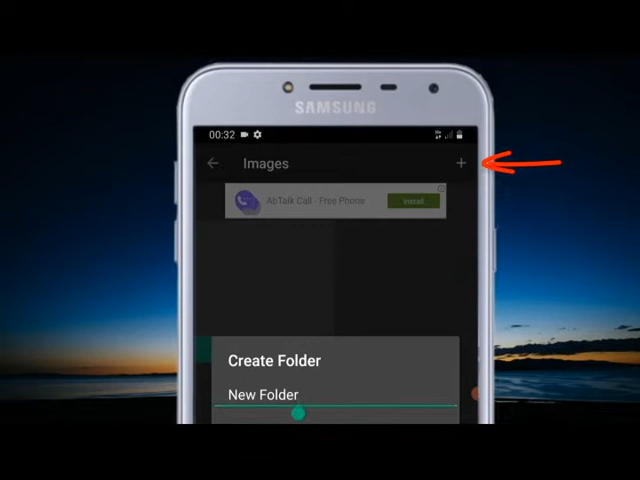 SAMSUNG
00:32
Images
AbTalk Call - Free Phone
Install
Create Folder
New Folder